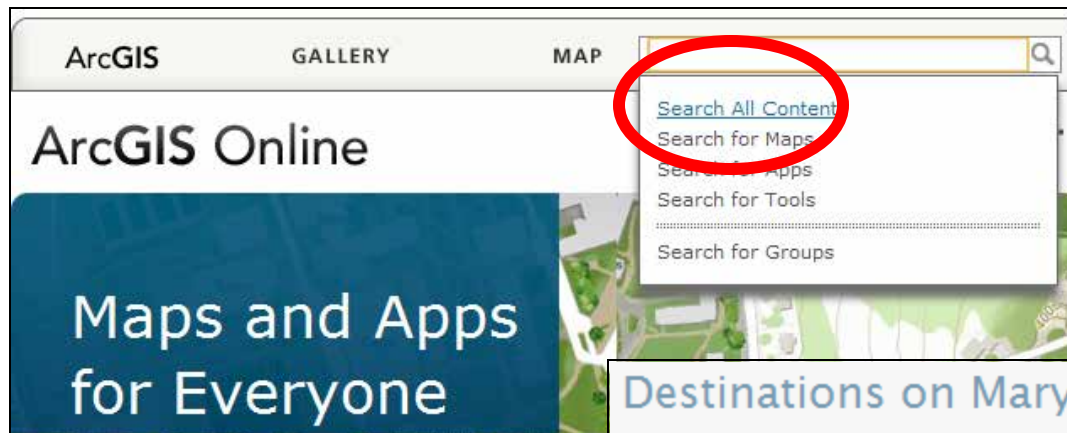 ArcGIS GALLERY MAP
ArcGIS Online
Search All Content
Search for Maps
Search for Apps
Search for Tools
Search for Groups
Maps and Apps
for Everyone
Destinations on Mary